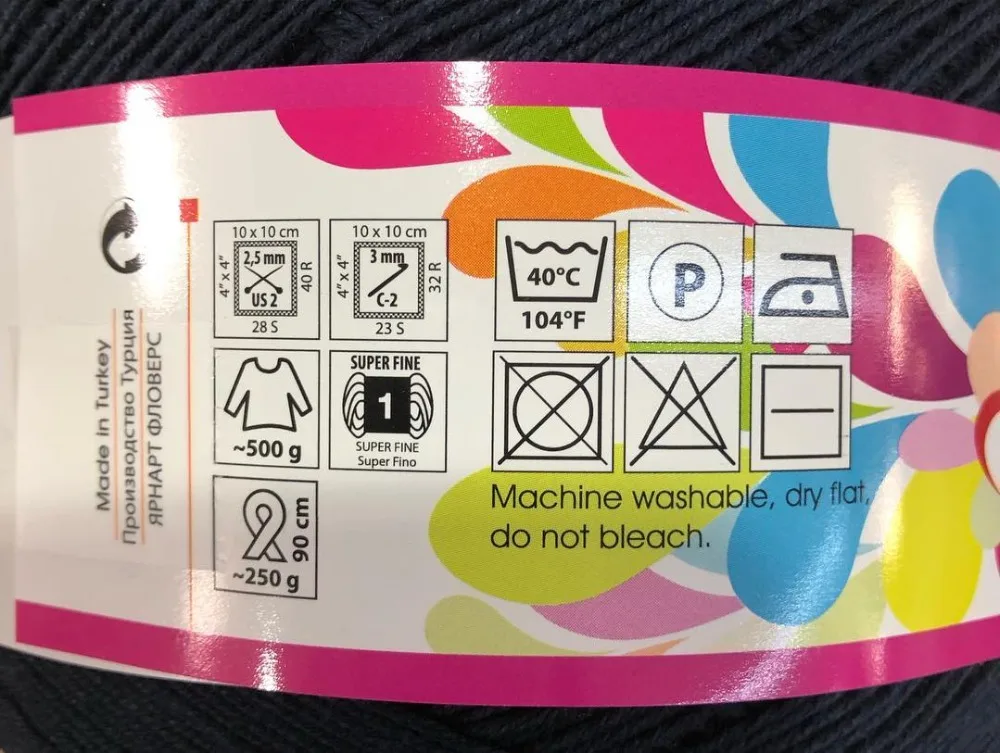 Made in Turkey
Производство Турция
ЯРНАРТ ФЛОВЕРС
10 x 10 cm
4" x 4"
2,5 mm
US 2
40 R
28 S
10 x 10 cm
4" x 4"
3 mm
C-2
32 R
23 S
~500 g
SUPER FINE
1
SUPER FINE
Super Fino
90 cm
~250 g
40°C
104°F
P
Machine washable, dry flat,
do not bleach.